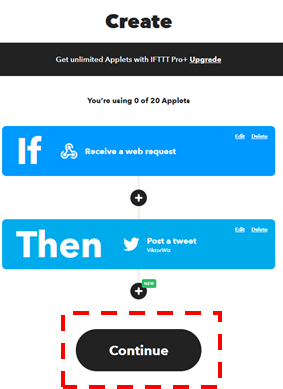 Create
Get unlimited Applets with IFTTT Pro+ Upgrade
You're using 0 of 20 Applets
Edit Delete
If Receive a web request
+
Edit Delete
Then Post a tweet
ViktorWiz
NEW
+
Continue